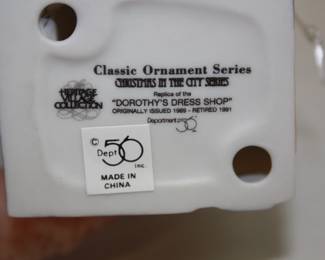 Classic Ornament Series
CHRISTMAS IN THE CITY SERIES
HERITAGE
VILLAGE
COLLECTION
Replica of the
"DOROTHY'S DRESS SHOP"
ORIGINALLY ISSUED 1989 - RETIRED 1991
Department 56
©
Dept 56 inc.
MADE IN
CHINA